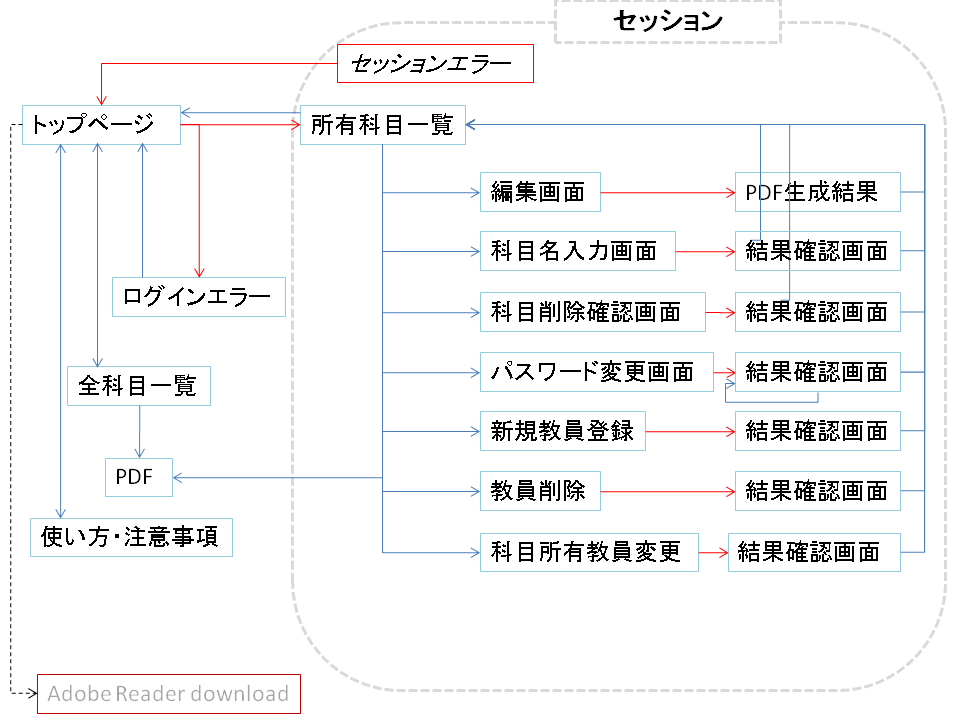 セッション
セッションエラー
トップページ
所有科目一覧
編集画面
PDF生成結果
科目名入力画面
結果確認画面
ログインエラー
科目削除確認画面
結果確認画面
全科目一覧
パスワード変更画面
結果確認画面
新規教員登録
結果確認画面
PDF
教員削除
結果確認画面
使い方・注意事項
科目所有教員変更
結果確認画面
Adobe Reader download